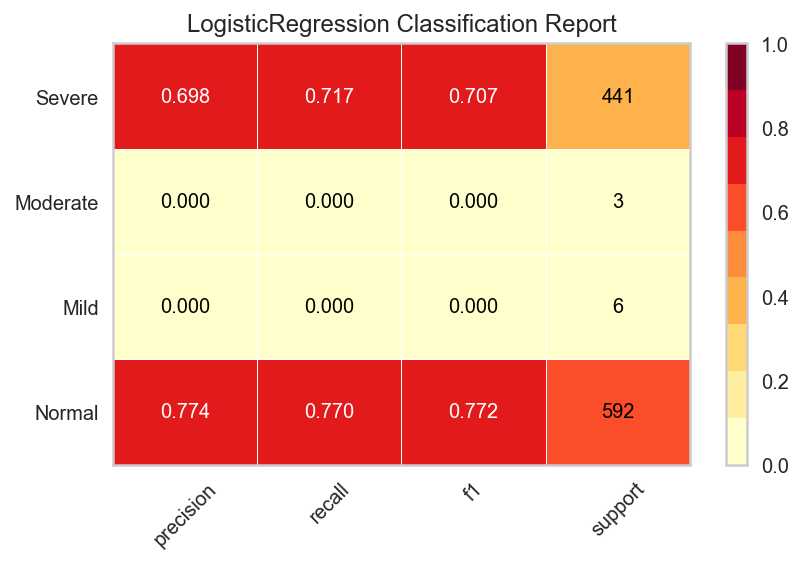 LogisticRegression Classification Report
Severe 0.698 0.717 0.707 441
Moderate 0.000 0.000 0.000 3
Mild 0.000 0.000 0.000 6
Normal 0.774 0.770 0.772 592
precision recall f1 support
1.0
0.8
0.6
0.4
0.2
0.0